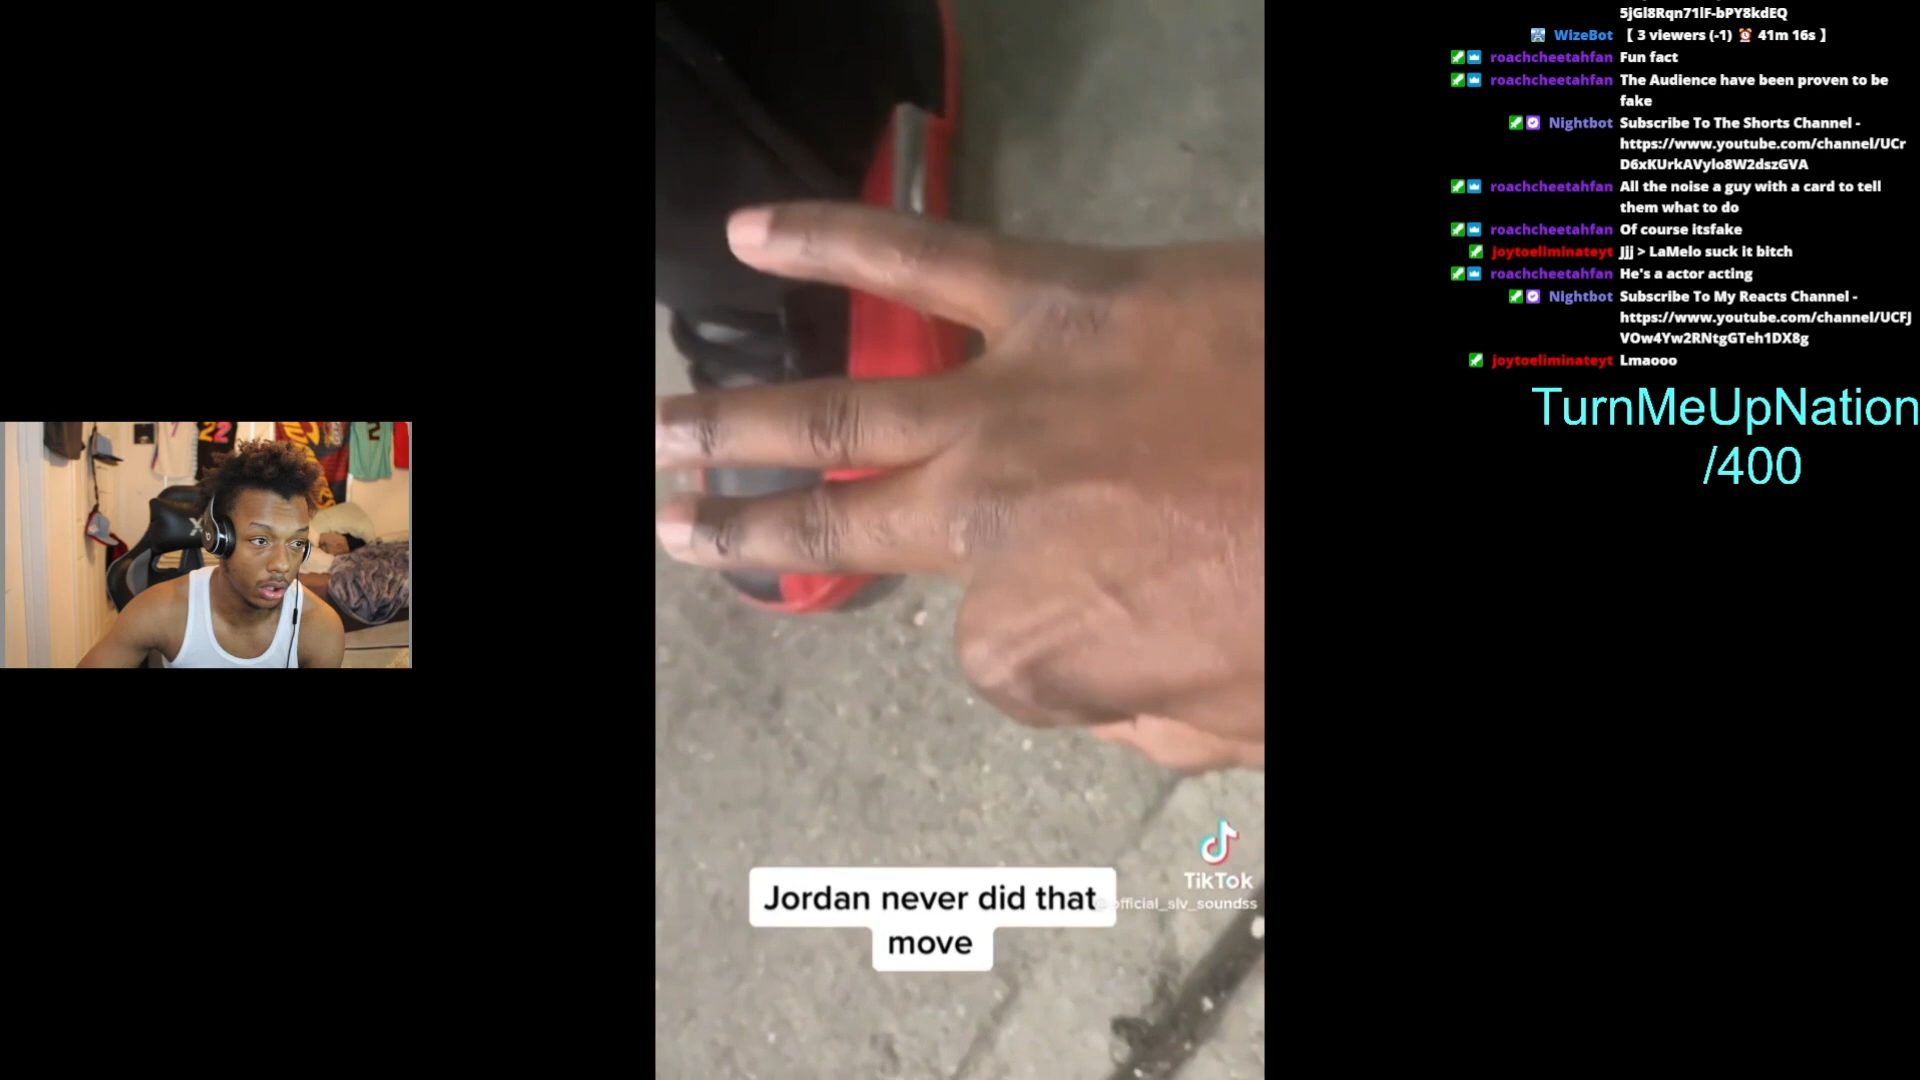 5jGl8Rqn71lF-bPY8kdEQ
WizeBot 【 3 viewers (-1) ⏰ 41m 16s 】
roachcheetahfan Fun fact
roachcheetahfan The Audience have been proven to be
fake
Nightbot Subscribe To The Shorts Channel -
https://www.youtube.com/channel/UCr
D6xKUrkAVylo8W2dszGVA
roachcheetahfan All the noise a guy with a card to tell
them what to do
roachcheetahfan Of course itsfake
joytoeliminateyt Jjj > LaMelo suck it bitch
roachcheetahfan He's a actor acting
Nightbot Subscribe To My Reacts Channel -
https://www.youtube.com/channel/UCFJ
VOw4Yw2RNtgGTeh1DX8g
joytoeliminateyt Lmaooo
TurnMeUpNation
/400
22
2
Jordan never did that
move
TikTok
official_slv_soundss